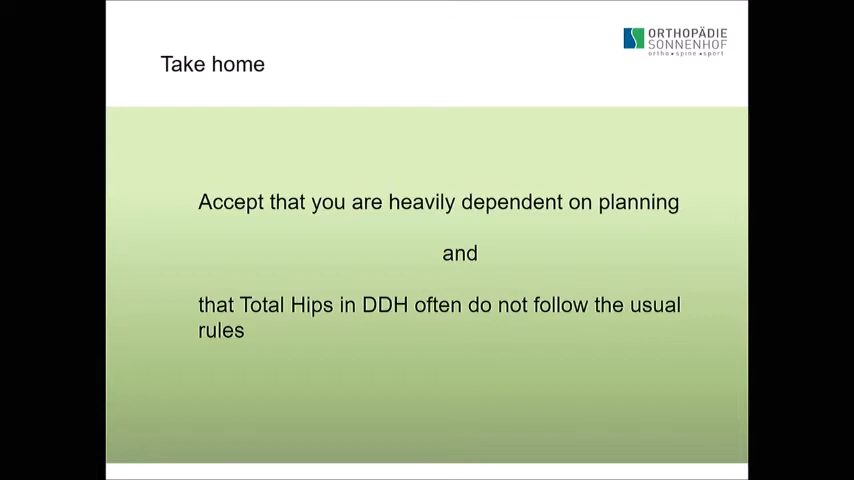 ORTHOPÄDIE
SONNENHOF
ortho • spine • sport
Take home
Accept that you are heavily dependent on planning
and
that Total Hips in DDH often do not follow the usual
rules